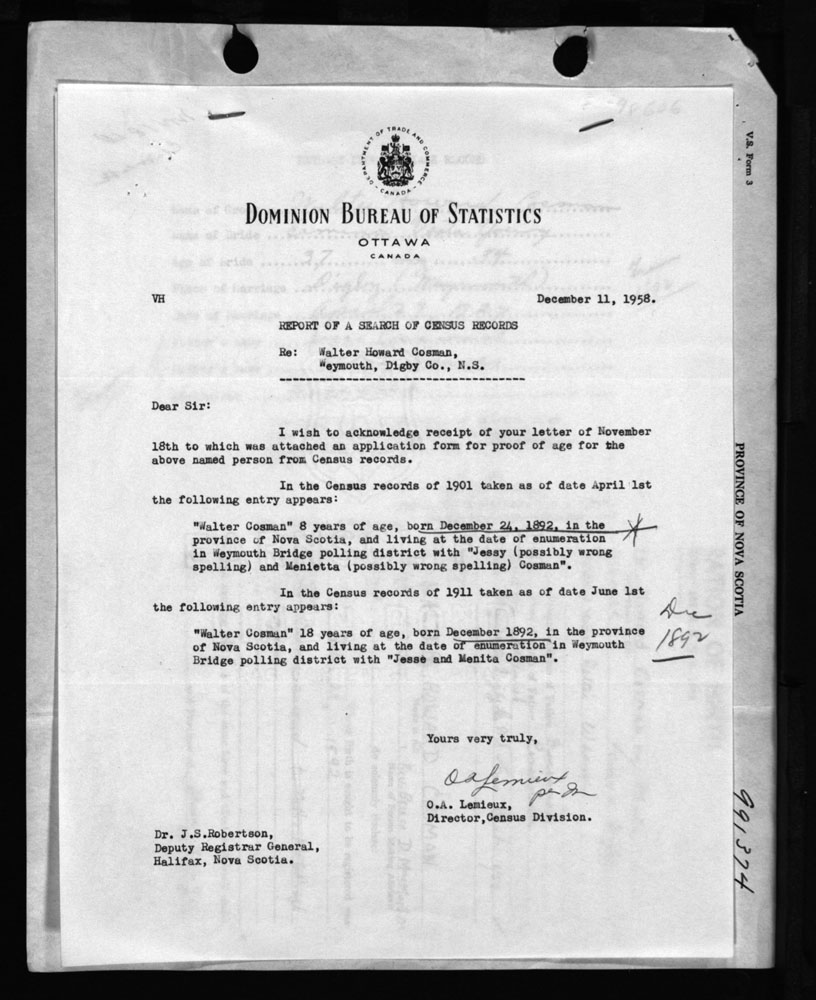 98606
V.S. Form 3
DEPARTMENT OF TRADE AND COMMERCE
CANADA
DOMINION BUREAU OF STATISTICS
OTTAWA
CANADA
VH
December 11, 1958.
REPORT OF A SEARCH OF CENSUS RECORDS
Re: Walter Howard Cosman,
Weymouth, Digby Co., N.S.
Dear Sir:
I wish to acknowledge receipt of your letter of November
18th to which was attached an application form for proof of age for the
above named person from Census records.
In the Census records of 1901 taken as of date April 1st
the following entry appears:
"Walter Cosman" 8 years of age, born December 24, 1892, in the
province of Nova Scotia, and living at the date of enumeration
in Weymouth Bridge polling district with "Jessy (possibly wrong
spelling) and Menietta (possibly wrong spelling) Cosman".
In the Census records of 1911 taken as of date June 1st
the following entry appears:
"Walter Cosman" 18 years of age, born December 1892, in the province
of Nova Scotia, and living at the date of enumeration in Weymouth
Bridge polling district with "Jesse and Menita Cosman".
Dec
1892
PROVINCE OF NOVA SCOTIA
Yours very truly,
O A Lemieux
per
O.A. Lemieux,
Director,Census Division.
Dr. J.S.Robertson,
Deputy Registrar General,
Halifax, Nova Scotia.
991374